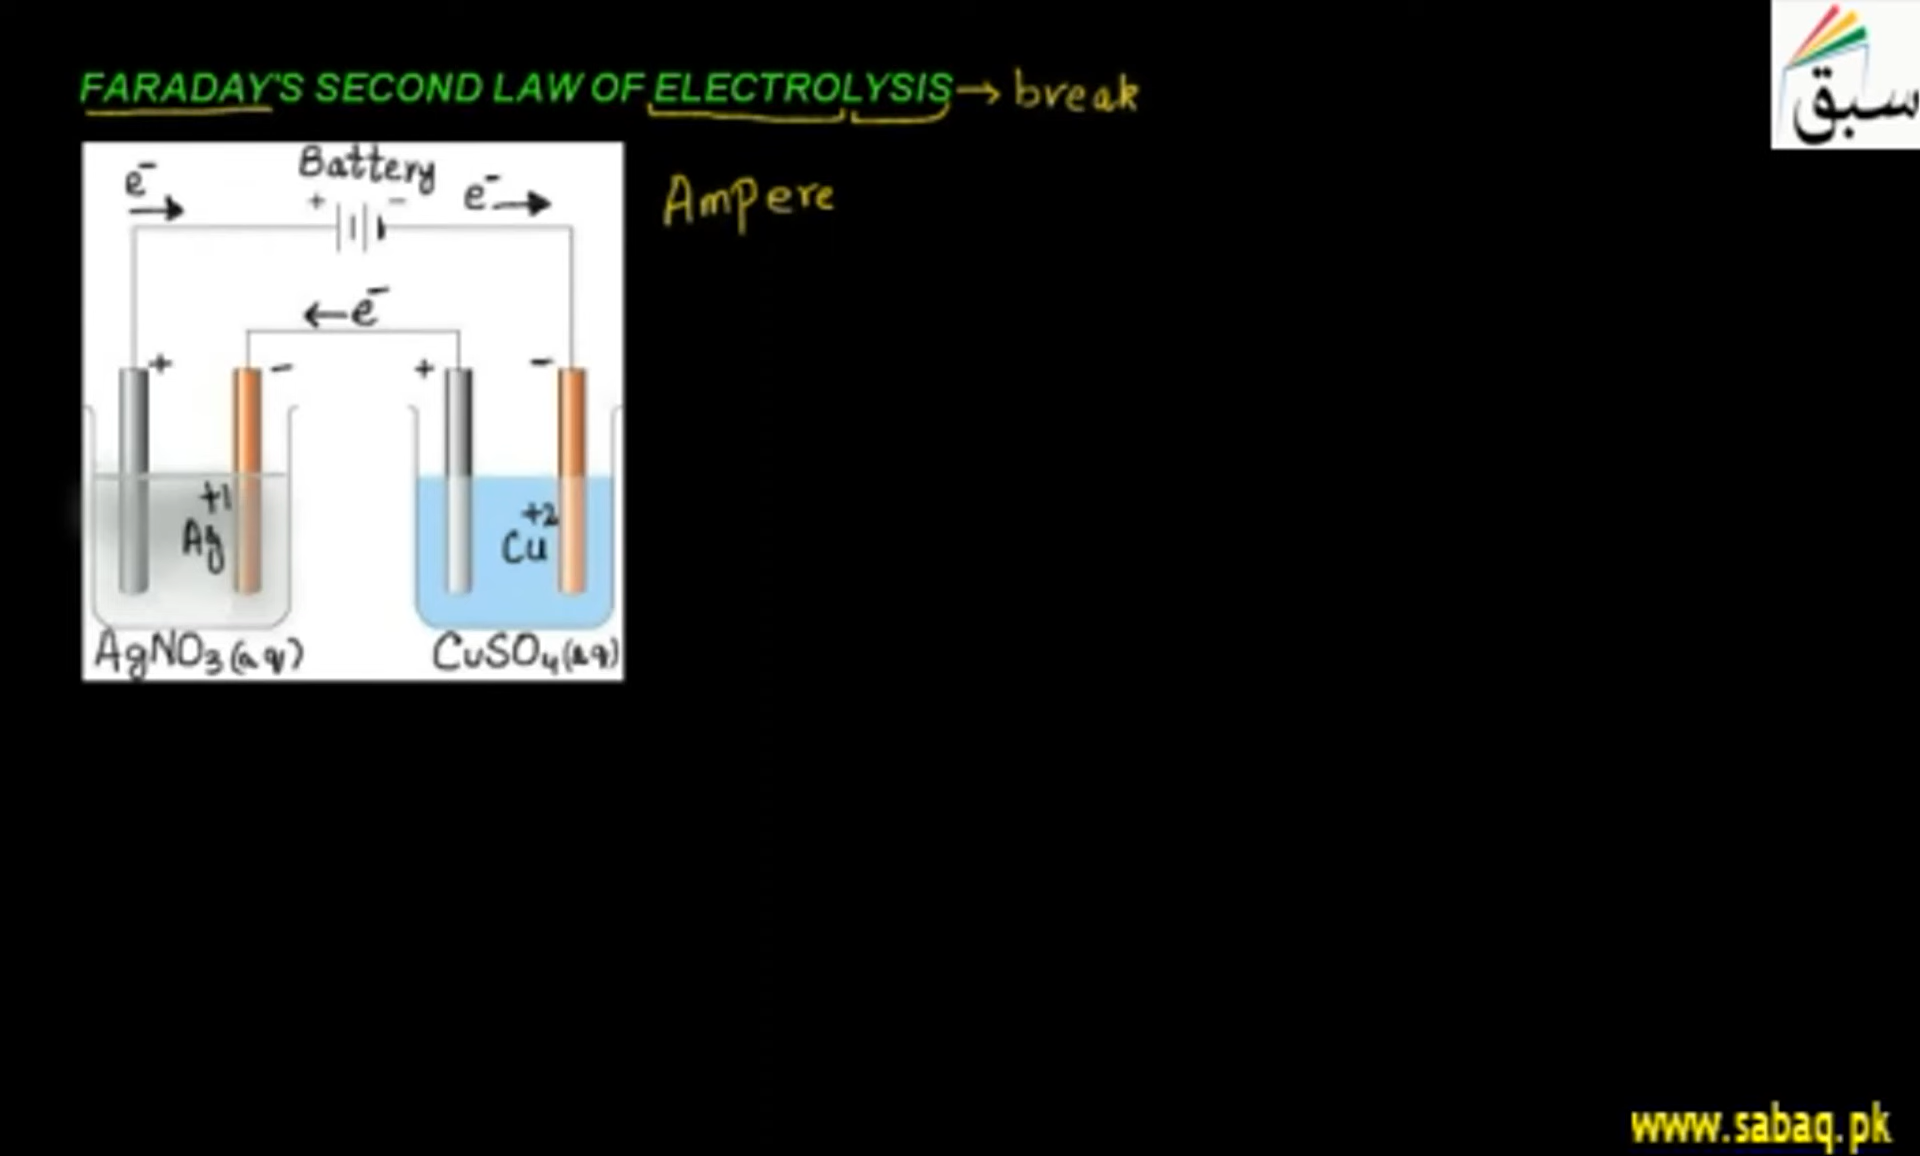 FARADAY'S SECOND LAW OF ELECTROLYSIS → break
سبق
Ampere
Battery
e⁻ → + - e⁻ →
← e⁻
+ - + -
+1
Ag
+2
Cu
AgNO3(aq) CuSO4(aq)
www.sabaq.pk